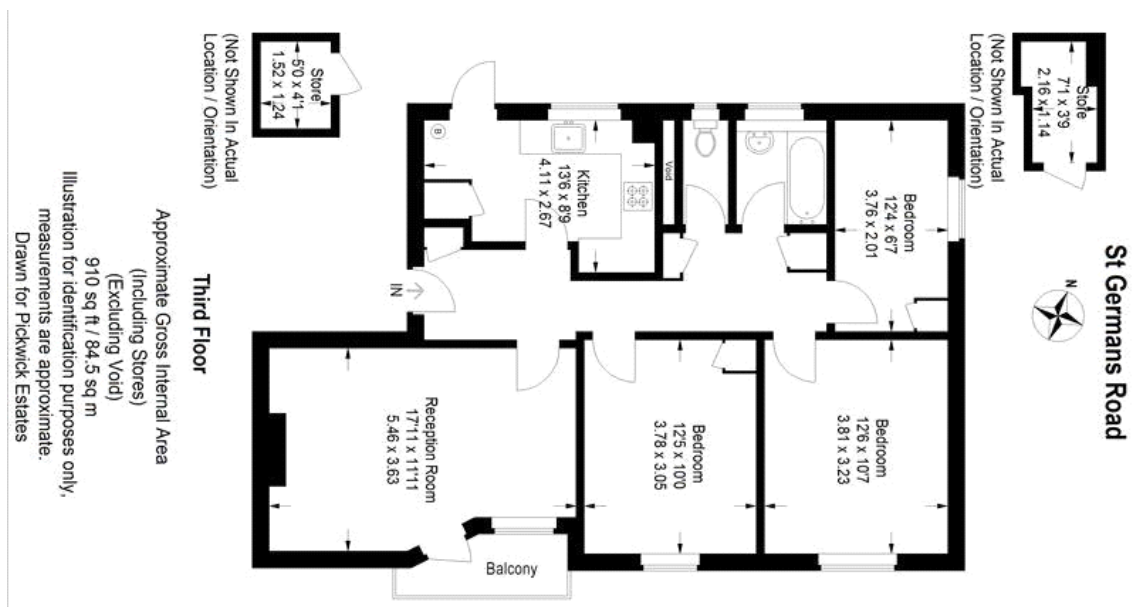 St Germans Road
N
Store
7'1 x 3'9
2.16 x 1.14
(Not Shown In Actual
Location / Orientation)
Store
5'0 x 4'1
1.52 x 1.24
(Not Shown In Actual
Location / Orientation)
Bedroom
12'4 x 6'7
3.76 x 2.01
Void
B
Kitchen
13'6 x 8'9
4.11 x 2.67
IN
Bedroom
12'6 x 10'7
3.81 x 3.23
Bedroom
12'5 x 10'0
3.78 x 3.05
Reception Room
17'11 x 11'11
5.46 x 3.63
Balcony
Third Floor
Approximate Gross Internal Area
(Including Stores)
(Excluding Void)
910 sq ft / 84.5 sq m
Illustration for identification purposes only,
measurements are approximate.
Drawn for Pickwick Estates